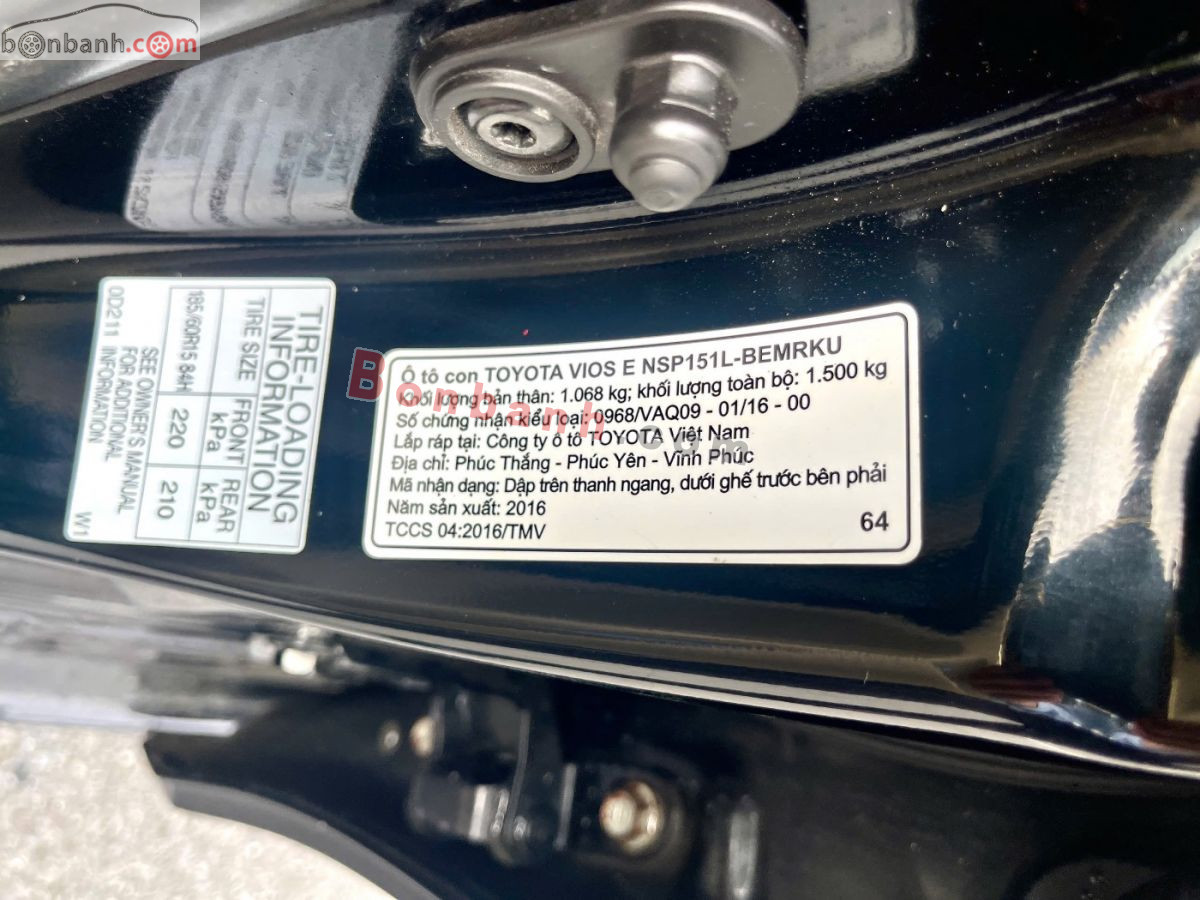 bonbanh.com
TIRE-LOADING
INFORMATION
TIRE SIZE FRONT kPa REAR kPa
185/60R15 84H 220 210
SEE OWNER'S MANUAL
FOR ADDITIONAL
INFORMATION
0D211 W1
Ô tô con TOYOTA VIOS E NSP151L-BEMRKU
Khối lượng bản thân: 1.068 kg; khối lượng toàn bộ: 1.500 kg
Số chứng nhận kiểu loại: 0968/VAQ09 - 01/16 - 00
Lắp ráp tại: Công ty ô tô TOYOTA Việt Nam
Địa chỉ: Phúc Thắng - Phúc Yên - Vĩnh Phúc
Mã nhận dạng: Dập trên thanh ngang, dưới ghế trước bên phải
Năm sản xuất: 2016
TCCS 04:2016/TMV 64
Bonbanh.com